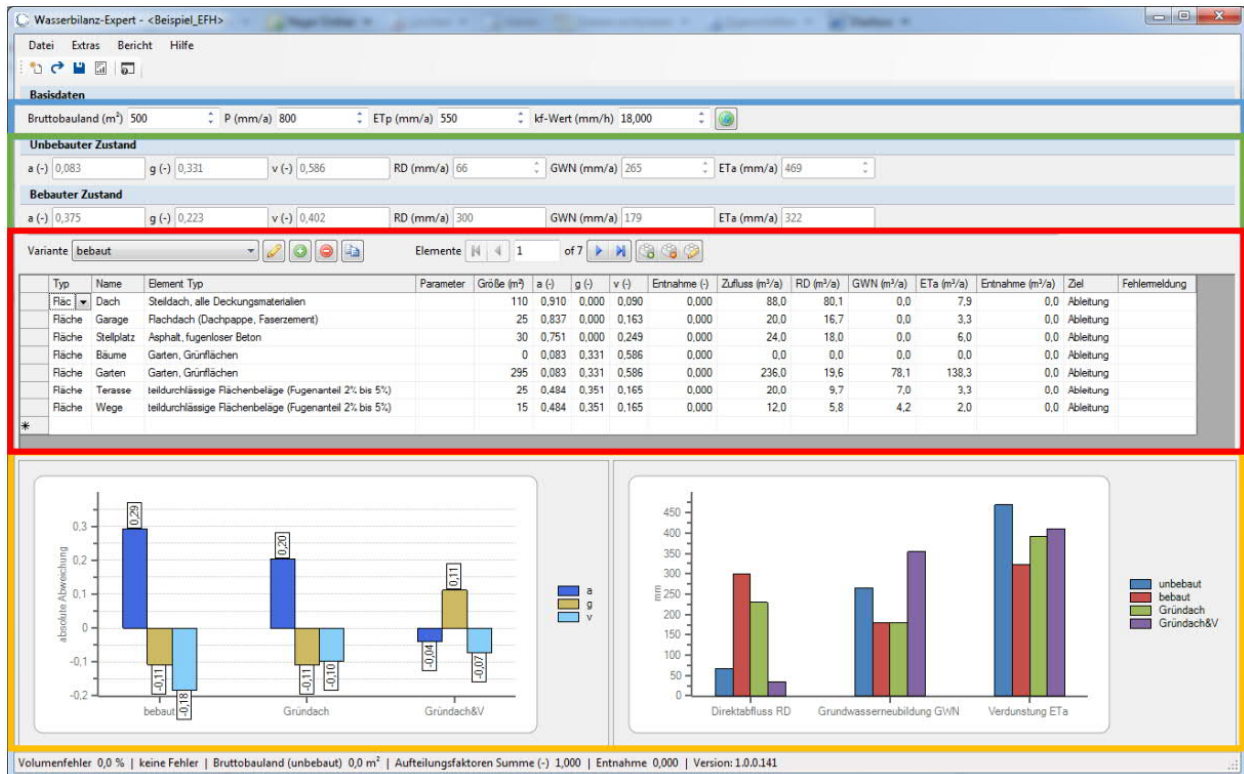 Wasserbilanz-Expert - <Beispiel_EFH>
Datei Extras Bericht Hilfe
Basisdaten
Bruttobauland (m²) 500 P (mm/a) 800 ETp (mm/a) 550 kf-Wert (mm/h) 18,000
Unbebauter Zustand
a (-) 0,083 g (-) 0,331 v (-) 0,586 RD (mm/a) 66 GWN (mm/a) 265 ETa (mm/a) 469
Bebauter Zustand
a (-) 0,375 g (-) 0,223 v (-) 0,402 RD (mm/a) 300 GWN (mm/a) 179 ETa (mm/a) 322
Variante bebaut Elemente 1 of 7
Typ Name Element Typ Parameter Größe (m²) a (-) g (-) v (-) Entnahme (-) Zufluss (m³/a) RD (m³/a) GWN (m³/a) ETa (m³/a) Entnahme (m³/a) Ziel Fehlermeldung
Fläc Dach Steildach, alle Deckungsmaterialien 110 0,910 0,000 0,090 0,000 88,0 80,1 0,0 7,9 0,0 Ableitung
Fläche Garage Flachdach (Dachpappe, Faserzement) 25 0,837 0,000 0,163 0,000 20,0 16,7 0,0 3,3 0,0 Ableitung
Fläche Stellplatz Asphalt, fugenloser Beton 30 0,751 0,000 0,249 0,000 24,0 18,0 0,0 6,0 0,0 Ableitung
Fläche Bäume Garten, Grünflächen 0 0,083 0,331 0,586 0,000 0,0 0,0 0,0 0,0 0,0 Ableitung
Fläche Garten Garten, Grünflächen 295 0,083 0,331 0,586 0,000 236,0 19,6 78,1 138,3 0,0 Ableitung
Fläche Terasse teildurchlässige Flächenbeläge (Fugenanteil 2% bis 5%) 25 0,484 0,351 0,165 0,000 20,0 9,7 7,0 3,3 0,0 Ableitung
Fläche Wege teildurchlässige Flächenbeläge (Fugenanteil 2% bis 5%) 15 0,484 0,351 0,165 0,000 12,0 5,8 4,2 2,0 0,0 Ableitung
absolute Abweichung
0,3
0,2
0,1
0
-0,1
-0,2
0,29 -0,11 -0,18
0,20 -0,11 -0,10
-0,04 0,11 -0,07
bebaut Gründach Gründach&V
a
g
v
mm
450
400
350
300
250
200
150
100
50
0
Direktabfluss RD Grundwasserneubildung GWN Verdunstung ETa
unbebaut
bebaut
Gründach
Gründach&V
Volumenfehler 0,0 % | keine Fehler | Bruttobauland (unbebaut) 0,0 m² | Aufteilungsfaktoren Summe (-) 1,000 | Entnahme 0,000 | Version: 1.0.0.141